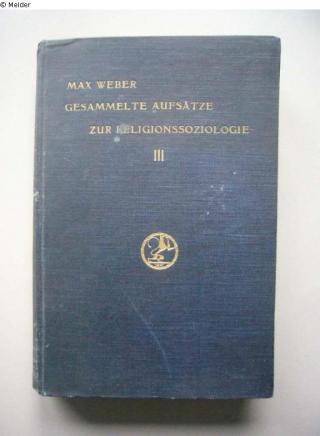 © Melder
MAX WEBER
GESAMMELTE AUFSÄTZE
ZUR RELIGIONSSOZIOLOGIE
III